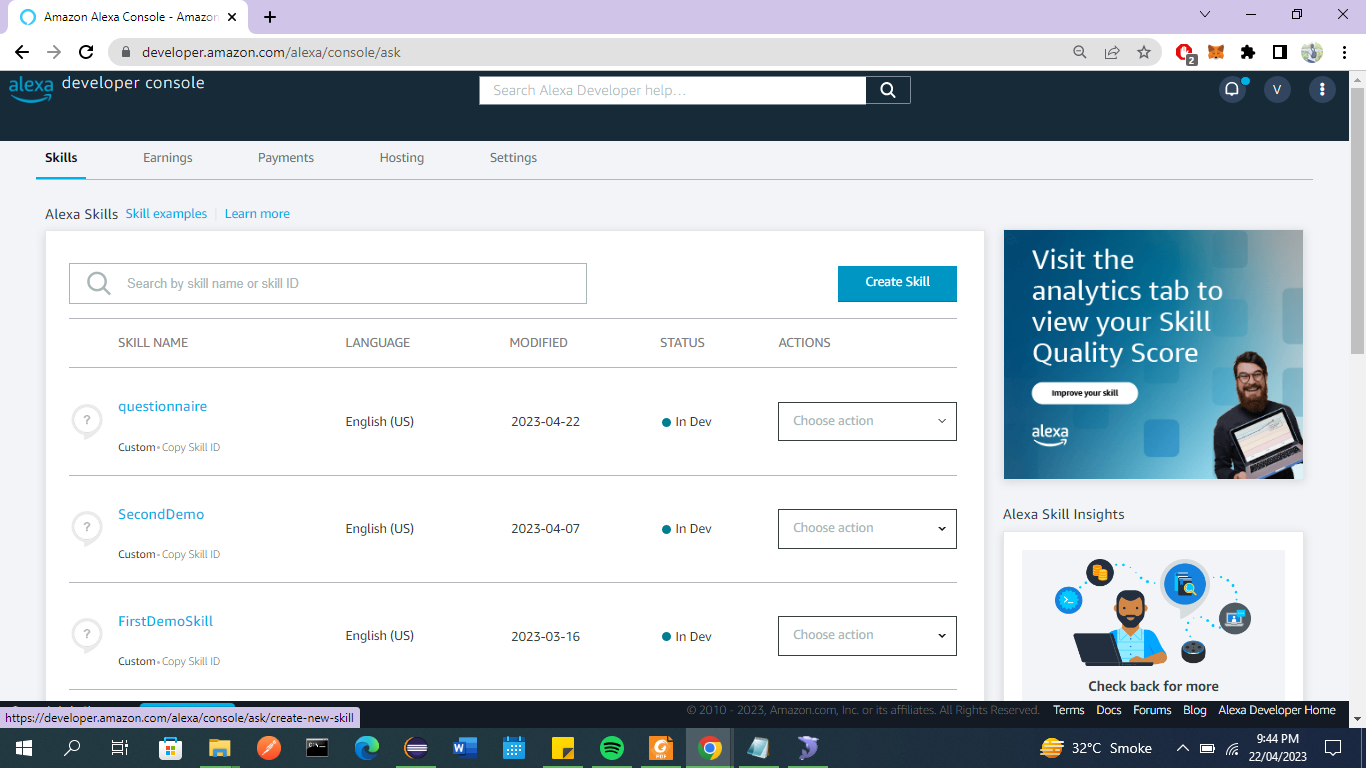 Amazon Alexa Console - Amazon
developer.amazon.com/alexa/console/ask
2
alexa developer console
Search Alexa Developer help...
V
Skills Earnings Payments Hosting Settings
Alexa Skills Skill examples | Learn more
Search by skill name or skill ID
Create Skill
SKILL NAME LANGUAGE MODIFIED STATUS ACTIONS
questionnaire
English (US) 2023-04-22 In Dev Choose action
Custom • Copy Skill ID
SecondDemo
English (US) 2023-04-07 In Dev Choose action
Custom • Copy Skill ID
FirstDemoSkill
English (US) 2023-03-16 In Dev Choose action
Custom • Copy Skill ID
Visit the
analytics tab to
view your Skill
Quality Score
Improve your skill
alexa
Alexa Skill Insights
Check back for more
https://developer.amazon.com/alexa/console/ask/create-new-skill
© 2010 - 2023, Amazon.com, Inc. or its affiliates. All Rights Reserved. Terms Docs Forums Blog Alexa Developer Home
PDF
32°C Smoke
9:44 PM
22/04/2023